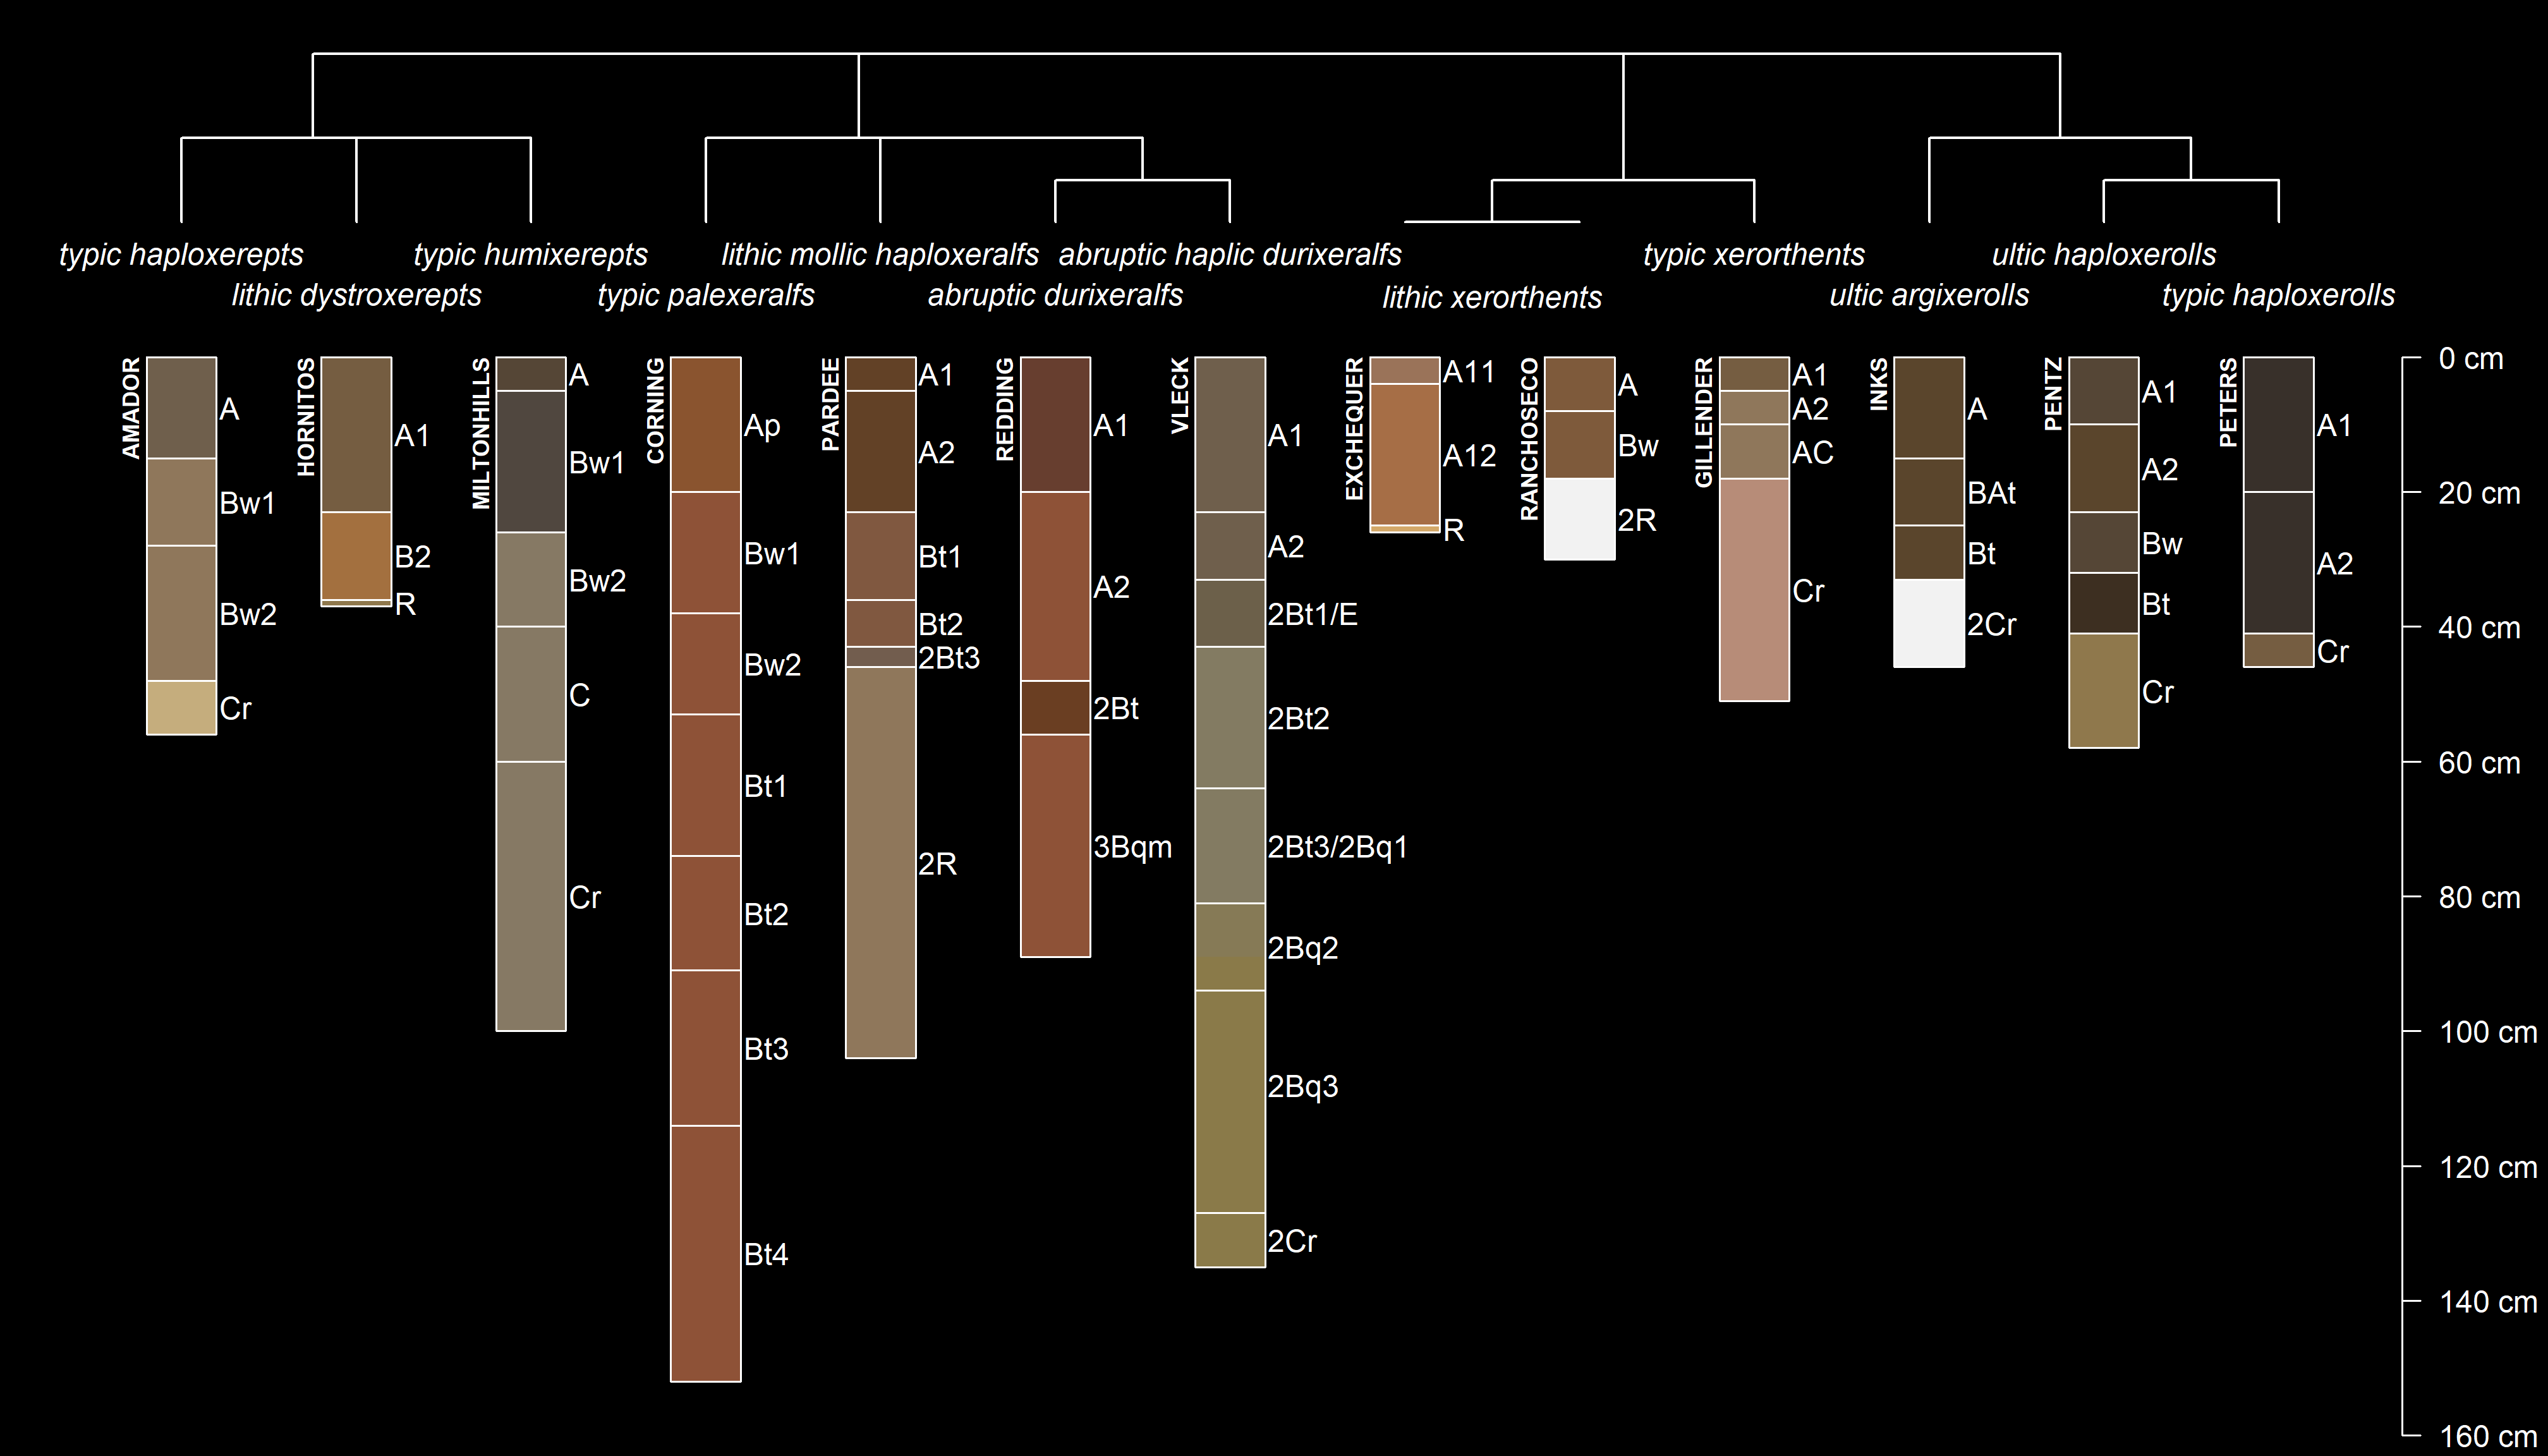 typic haploxerepts
typic humixerepts
lithic mollic haploxeralfs
abruptic haplic durixeralfs
typic xerorthents
ultic haploxerolls
lithic dystroxerepts
typic palexeralfs
abruptic durixeralfs
lithic xerorthents
ultic argixerolls
typic haploxerolls
AMADOR
A
Bw1
Bw2
Cr
HORNITOS
A1
B2
R
MILTONHILLS
A
Bw1
Bw2
C
Cr
CORNING
Ap
Bw1
Bw2
Bt1
Bt2
Bt3
Bt4
PARDEE
A1
A2
Bt1
Bt2
2Bt3
2R
REDDING
A1
A2
2Bt
3Bqm
VLECK
A1
A2
2Bt1/E
2Bt2
2Bt3/2Bq1
2Bq2
2Bq3
2Cr
EXCHEQUER
A11
A12
R
RANCHOSECO
A
Bw
2R
GILLENDER
A1
A2
AC
Cr
INKS
A
BAt
Bt
2Cr
PENTZ
A1
A2
Bw
Bt
Cr
PETERS
A1
A2
Cr
0 cm
20 cm
40 cm
60 cm
80 cm
100 cm
120 cm
140 cm
160 cm